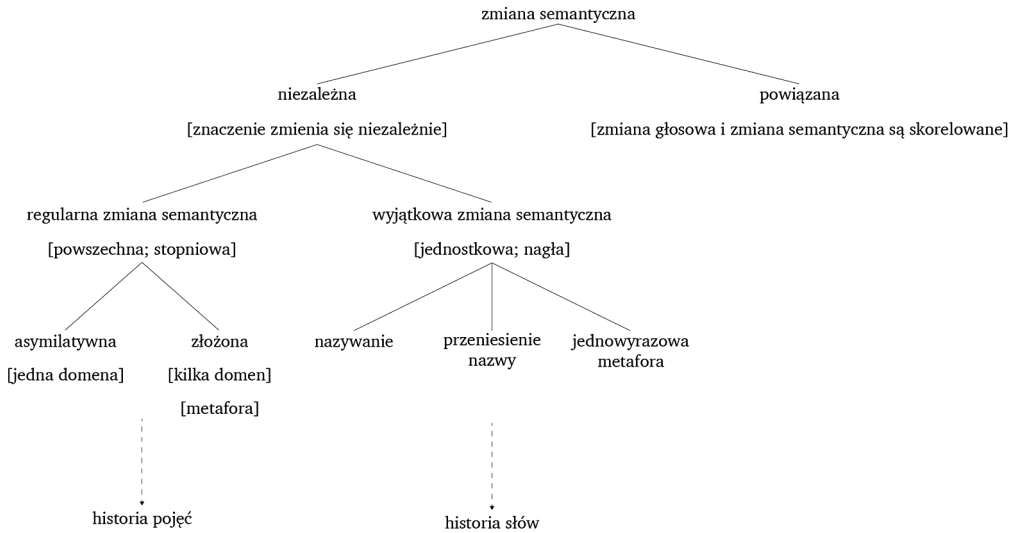 zmiana semantyczna
niezależna
powiązana
[znaczenie zmienia się niezależnie]
[zmiana głosowa i zmiana semantyczna są skorelowane]
regularna zmiana semantyczna
wyjątkowa zmiana semantyczna
[powszechna; stopniowa]
[jednostkowa; nagła]
asymilatywna
złożona
nazywanie
przeniesienie
nazwy
jednowyrazowa
metafora
[jedna domena]
[kilka domen]
[metafora]
historia pojęć
historia słów